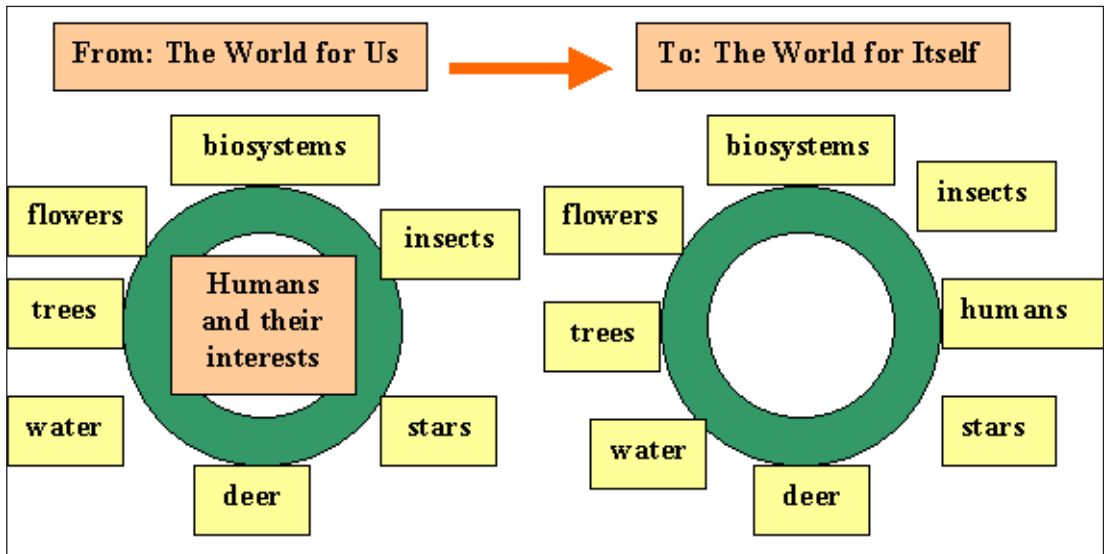 From: The World for Us
To: The World for Itself
biosystems
flowers
insects
Humans
and their
interests
trees
water
stars
deer
biosystems
insects
flowers
humans
trees
stars
water
deer